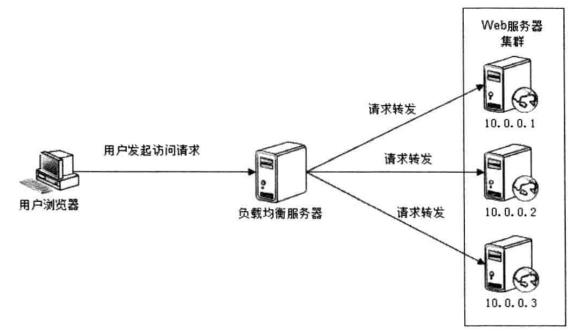 Web服务器
集群
请求转发
10.0.0.1
用户发起访问请求
请求转发
用户浏览器
负载均衡服务器
10.0.0.2
请求转发
10.0.0.3